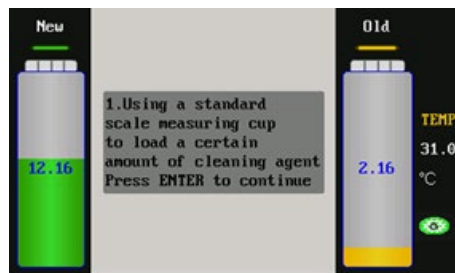 New
Old
1.Using a standard
scale measuring cup
to load a certain
amount of cleaning agent
Press ENTER to continue
12.16
2.16
TEMP
31.0
°C